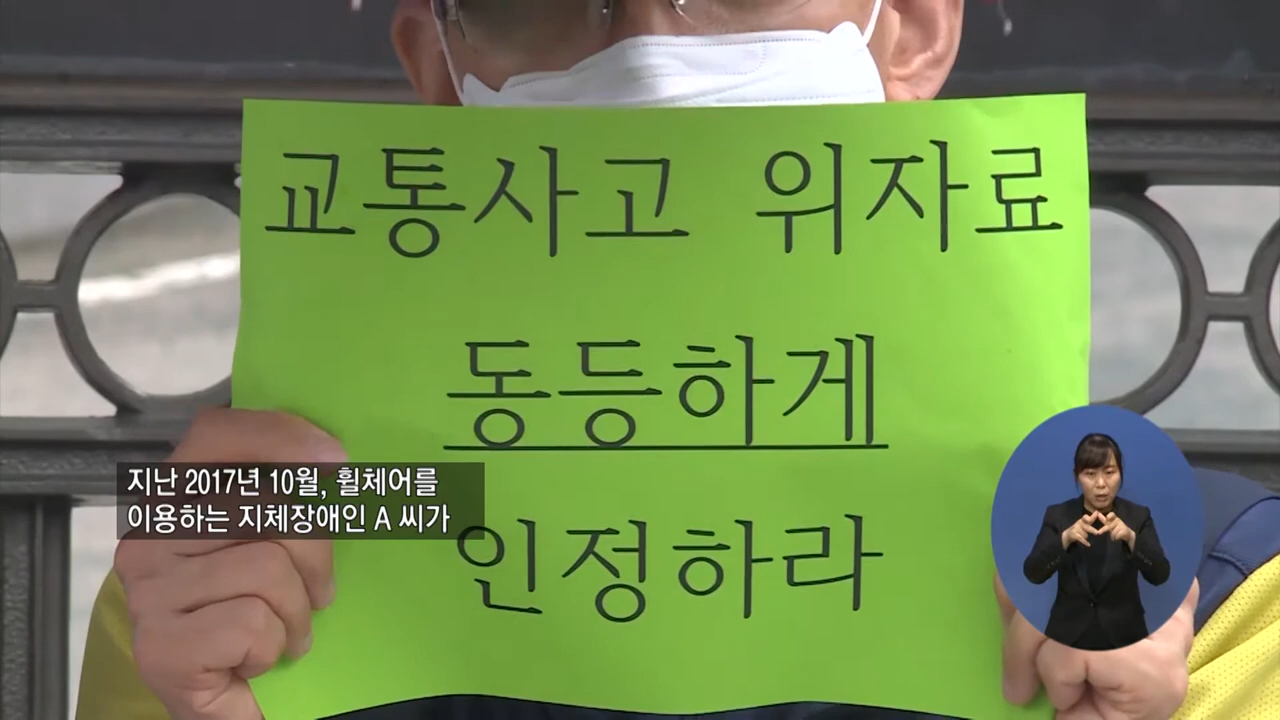 교통사고 위자료
동등하게
인정하라
지난 2017년 10월, 휠체어를
이용하는 지체장애인 A 씨가